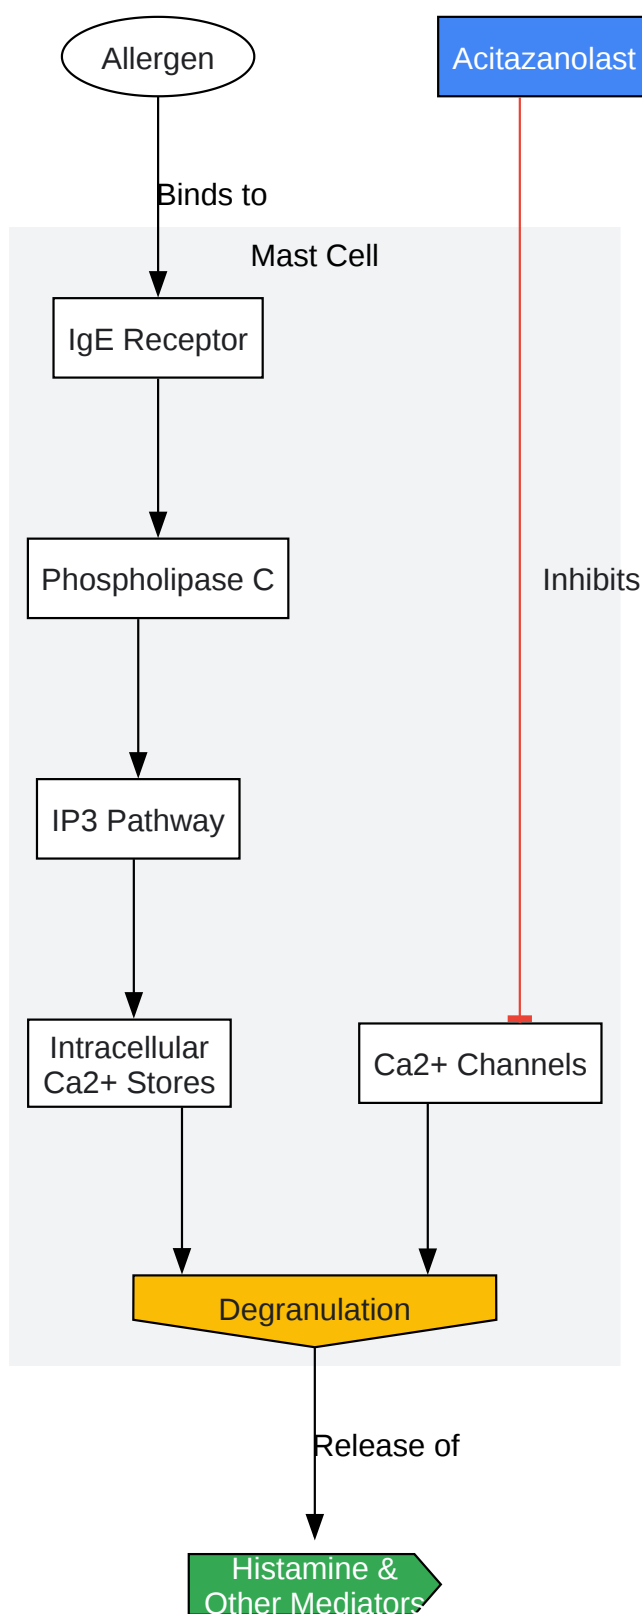 Allergen
Acitazanolast
Binds to
Mast Cell
IgE Receptor
Phospholipase C
Inhibits
IP3 Pathway
Intracellular
Ca2+ Stores
Ca2+ Channels
Degranulation
Release of
Histamine &
Other Mediators